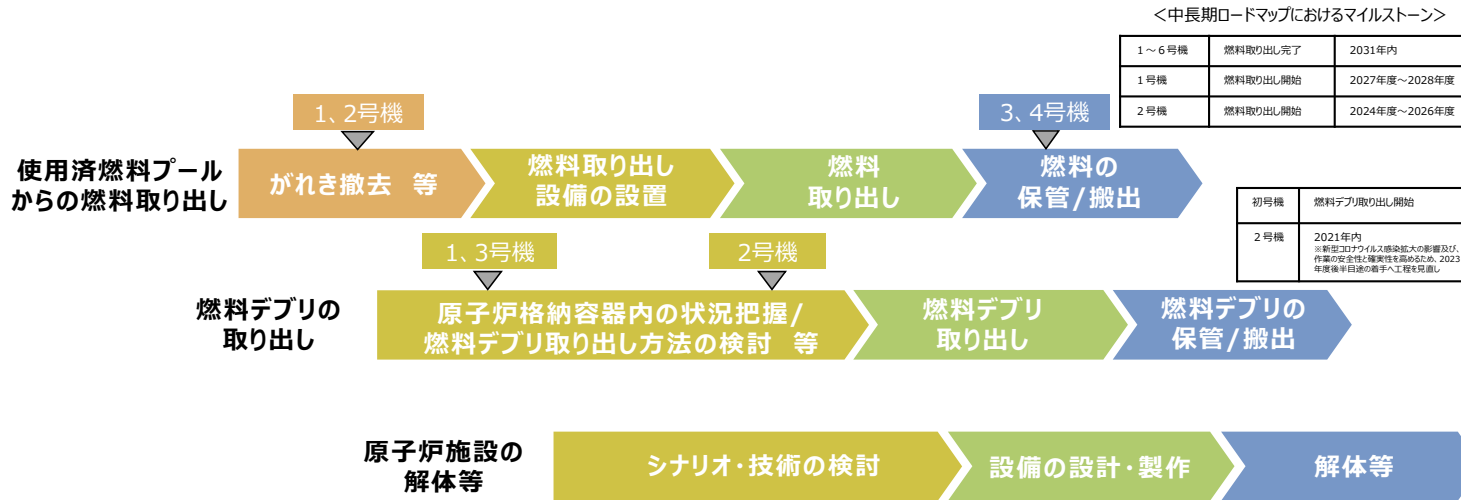 ＜中長期ロードマップにおけるマイルストーン＞
1～6号機 燃料取り出し完了 2031年内
1号機 燃料取り出し開始 2027年度～2028年度
2号機 燃料取り出し開始 2024年度～2026年度
1、2号機
3、4号機
使用済燃料プール
からの燃料取り出し
がれき撤去 等
燃料取り出し
設備の設置
燃料
取り出し
燃料の
保管/搬出
初号機 燃料デブリ取り出し開始
2号機 2021年内
※新型コロナウイルス感染拡大の影響及び、
作業の安全性と確実性を高めるため、2023
年度後半目途の着手へ工程を見直し
1、3号機
2号機
燃料デブリの
取り出し
原子炉格納容器内の状況把握/
燃料デブリ取り出し方法の検討 等
燃料デブリ
取り出し
燃料デブリの
保管/搬出
原子炉施設の
解体等
シナリオ・技術の検討
設備の設計・製作
解体等